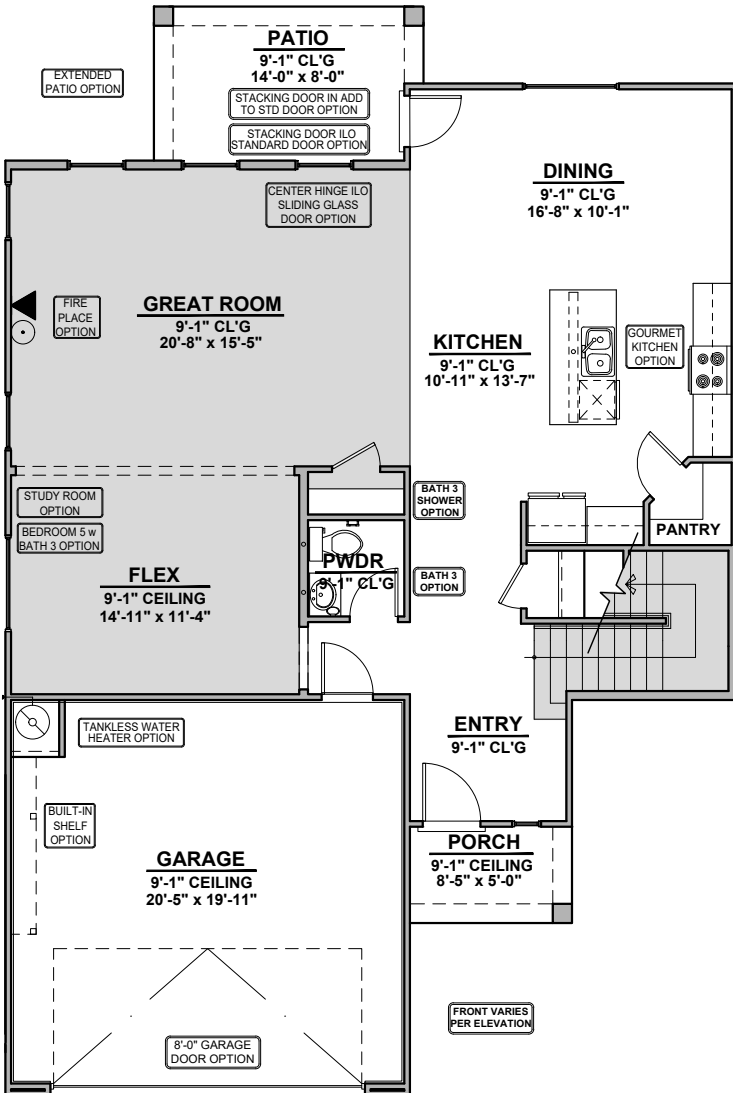 PATIO
9'-1" CL'G
14'-0" x 8'-0"
EXTENDED
PATIO OPTION
STACKING DOOR IN ADD
TO STD DOOR OPTION
STACKING DOOR ILO
STANDARD DOOR OPTION
DINING
9'-1" CL'G
16'-8" x 10'-1"
CENTER HINGE ILO
SLIDING GLASS
DOOR OPTION
GREAT ROOM
9'-1" CL'G
20'-8" x 15'-5"
FIRE
PLACE
OPTION
KITCHEN
9'-1" CL'G
10'-11" x 13'-7"
GOURMET
KITCHEN
OPTION
STUDY ROOM
OPTION
BEDROOM 5 w
BATH 3 OPTION
BATH 3
SHOWER
OPTION
PANTRY
PWDR
9'-1" CL'G
BATH 3
OPTION
FLEX
9'-1" CEILING
14'-11" x 11'-4"
TANKLESS WATER
HEATER OPTION
ENTRY
9'-1" CL'G
BUILT-IN
SHELF
OPTION
PORCH
9'-1" CEILING
8'-5" x 5'-0"
GARAGE
9'-1" CEILING
20'-5" x 19'-11"
FRONT VARIES
PER ELEVATION
8'-0" GARAGE
DOOR OPTION